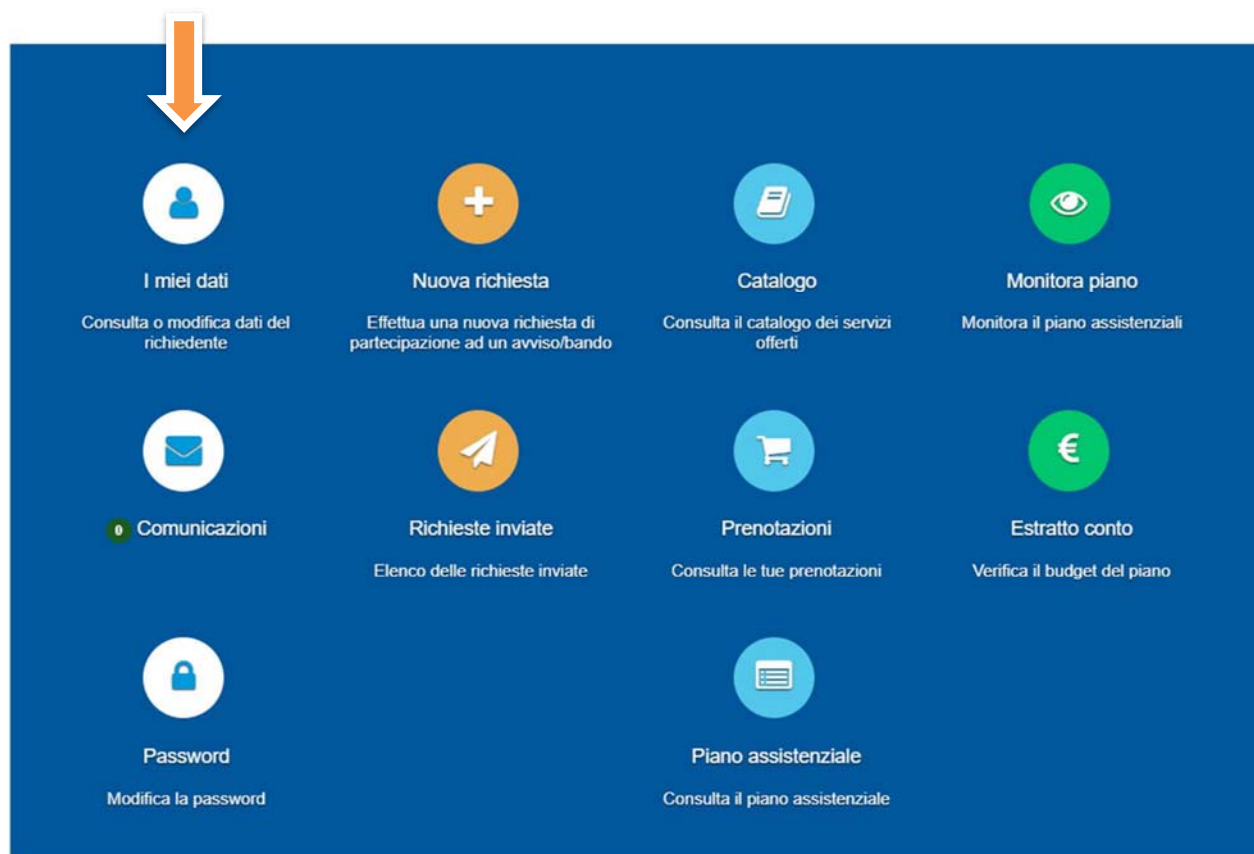 I miei dati
Consulta o modifica dati del
richiedente
Nuova richiesta
Effettua una nuova richiesta di
partecipazione ad un avviso/bando
Catalogo
Consulta il catalogo dei servizi
offerti
Monitora piano
Monitora il piano assistenziali
0 Comunicazioni
Richieste inviate
Elenco delle richieste inviate
Prenotazioni
Consulta le tue prenotazioni
€
Estratto conto
Verifica il budget del piano
Password
Modifica la password
Piano assistenziale
Consulta il piano assistenziale